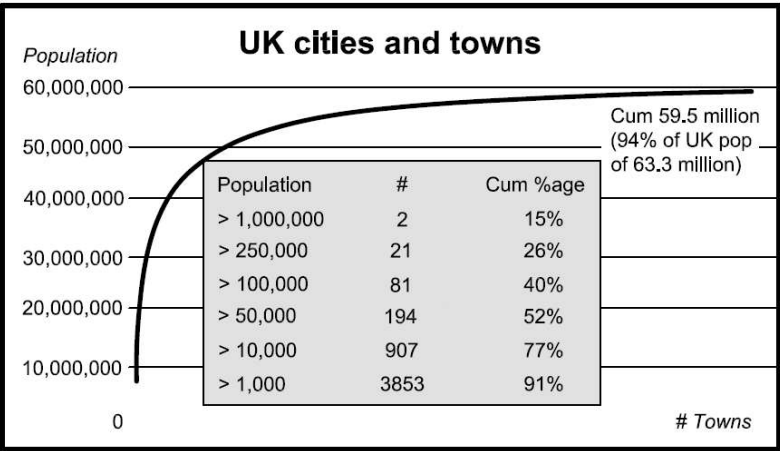 UK cities and towns
Population
60,000,000
50,000,000
40,000,000
30,000,000
20,000,000
10,000,000
0
# Towns
Cum 59.5 million
(94% of UK pop
of 63.3 million)
Population # Cum %age
> 1,000,000 2 15%
> 250,000 21 26%
> 100,000 81 40%
> 50,000 194 52%
> 10,000 907 77%
> 1,000 3853 91%